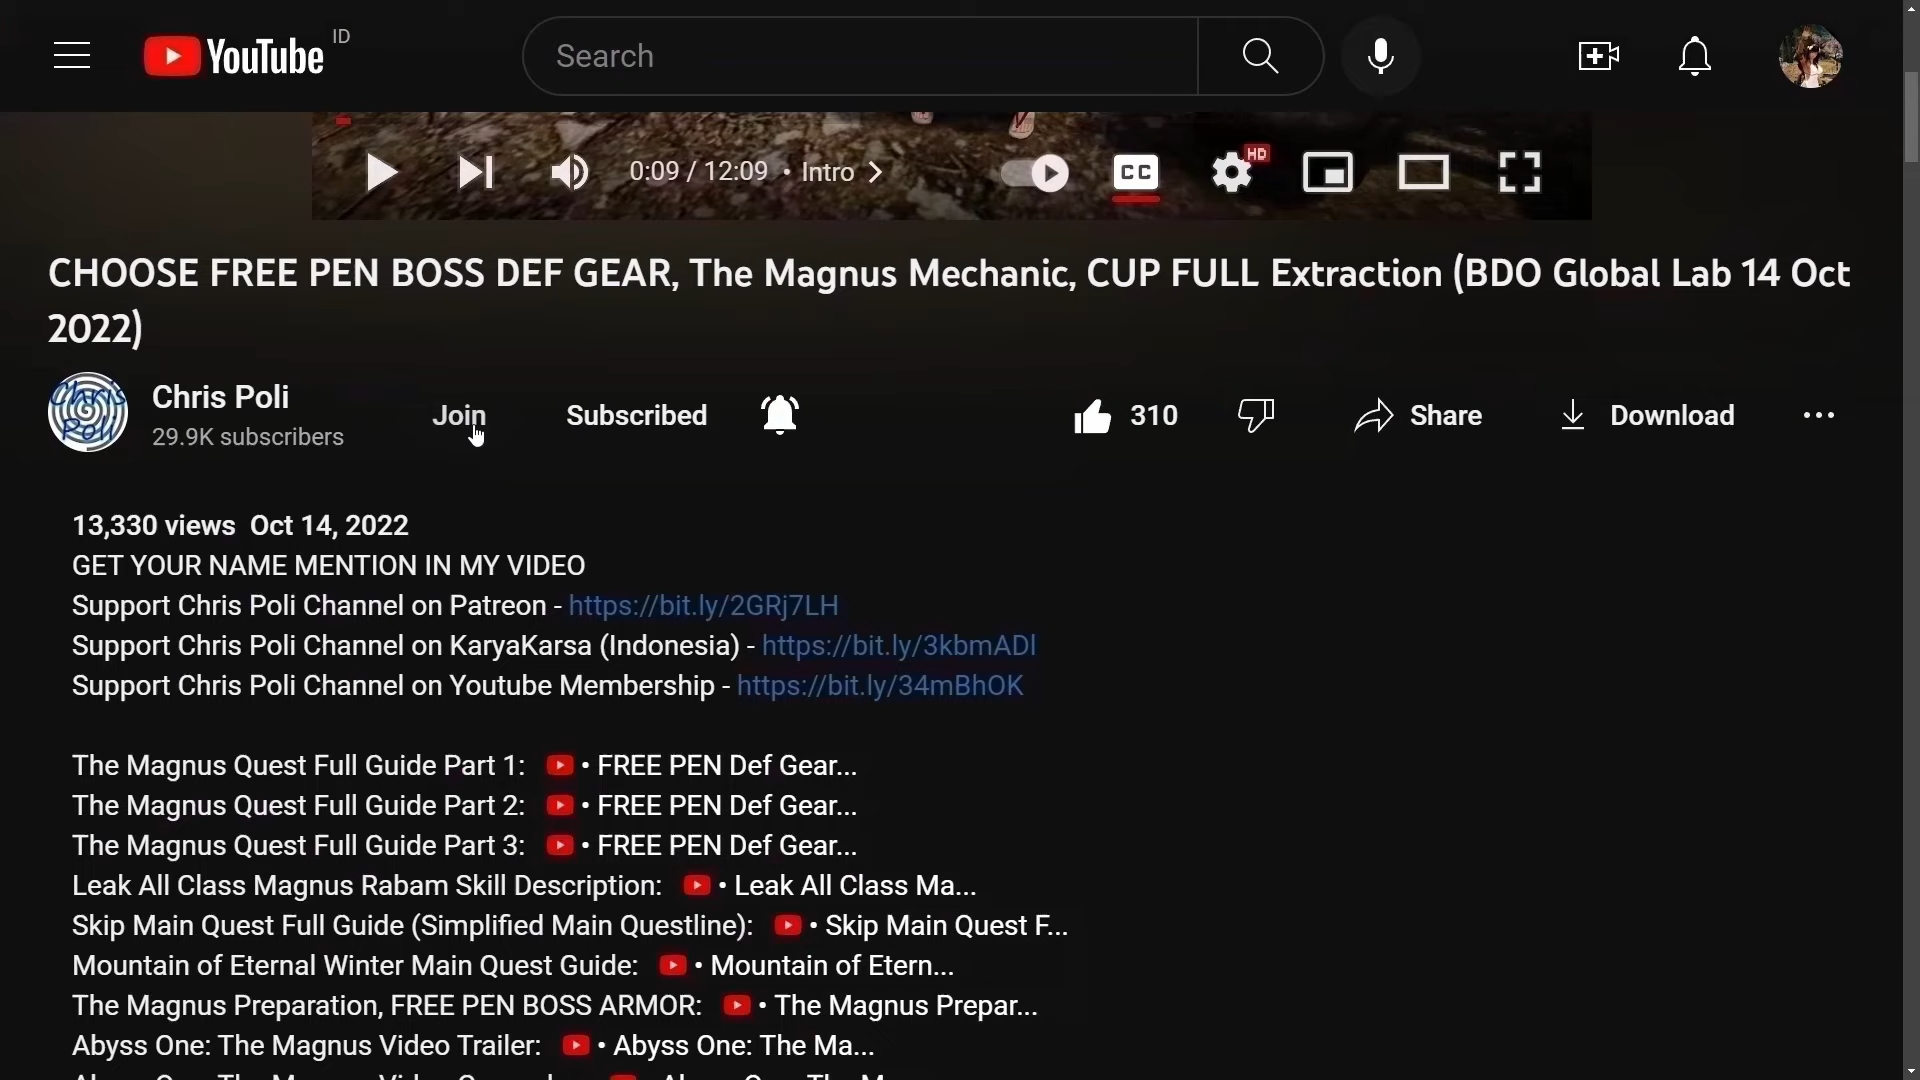 YouTube ID
Search
0:09 / 12:09 • Intro
CC
HD
CHOOSE FREE PEN BOSS DEF GEAR, The Magnus Mechanic, CUP FULL Extraction (BDO Global Lab 14 Oct
2022)
Chris Poli
Chris Poli
29.9K subscribers
Join
Subscribed
310
Share
Download
13,330 views Oct 14, 2022
GET YOUR NAME MENTION IN MY VIDEO
Support Chris Poli Channel on Patreon - https://bit.ly/2GRj7LH
Support Chris Poli Channel on KaryaKarsa (Indonesia) - https://bit.ly/3kbmADl
Support Chris Poli Channel on Youtube Membership - https://bit.ly/34mBhOK
The Magnus Quest Full Guide Part 1: • FREE PEN Def Gear...
The Magnus Quest Full Guide Part 2: • FREE PEN Def Gear...
The Magnus Quest Full Guide Part 3: • FREE PEN Def Gear...
Leak All Class Magnus Rabam Skill Description: • Leak All Class Ma...
Skip Main Quest Full Guide (Simplified Main Questline): • Skip Main Quest F...
Mountain of Eternal Winter Main Quest Guide: • Mountain of Etern...
The Magnus Preparation, FREE PEN BOSS ARMOR: • The Magnus Prepar...
Abyss One: The Magnus Video Trailer: • Abyss One: The Ma...